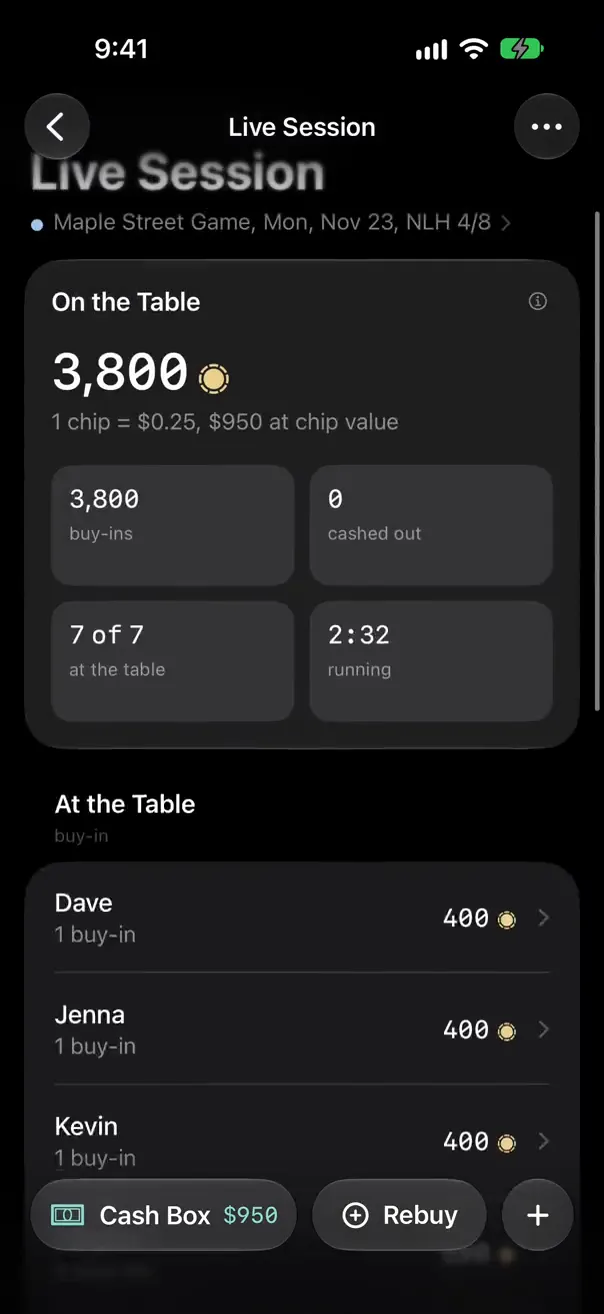 9:41
Live Session
Live Session
Maple Street Game, Mon, Nov 23, NLH 4/8
On the Table
3,800
1 chip = $0.25, $950 at chip value
3,800
buy-ins
0
cashed out
7 of 7
at the table
2:32
running
At the Table
buy-in
Dave
1 buy-in
400
Jenna
1 buy-in
400
Kevin
1 buy-in
400
Cash Box $950
Rebuy